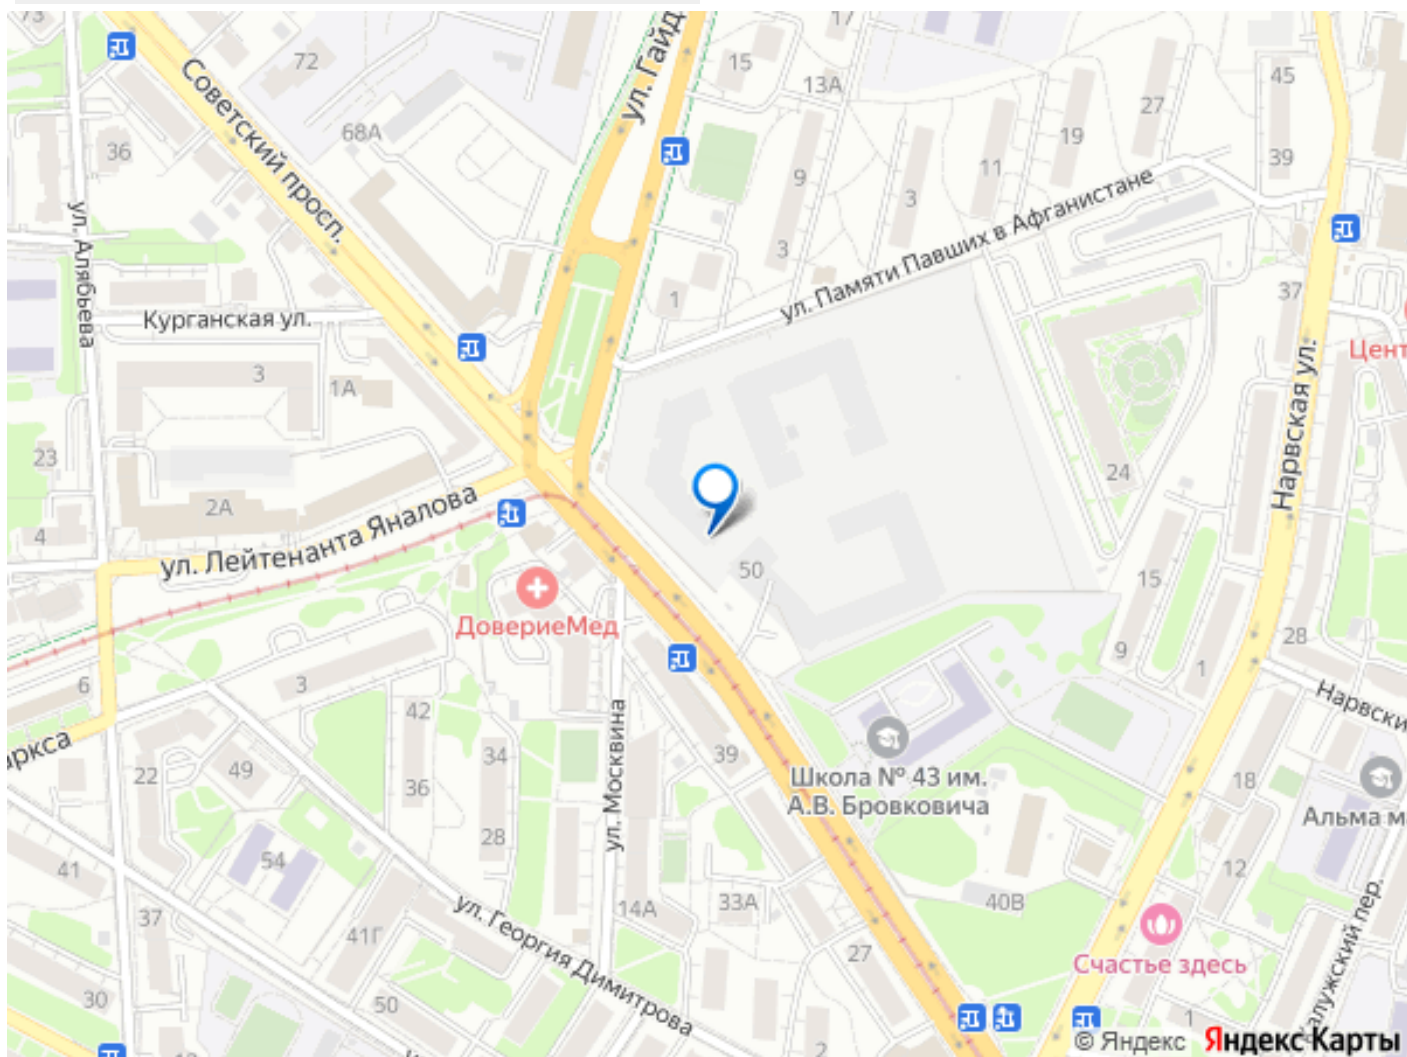 73
72
17
ул. Гайд
15
13А
45
27
68А
19
39
36
Советский просп.
11
9
3
ул. Алябьева
3
ул. Памяти Павших в Афганистане
37
1
Курганская ул.
Цент
3
1А
Нарвская ул.
23
24
2А
ул. Лейтенанта Яналова
4
50
15
ДовериеМед
28
9
1
6
3
42
ул. Москвина
Нарвски
аркса
34
39
22
49
36
Школа № 43 им.
А.В. Бровковича
18
Альма м
28
54
41
12
33А
40В
14А
37
ул. Георгия Димитрова
41Г
27
Счастье здесь
Калужский пер.
30
50
1
2
© Яндекс Яндекс Карты